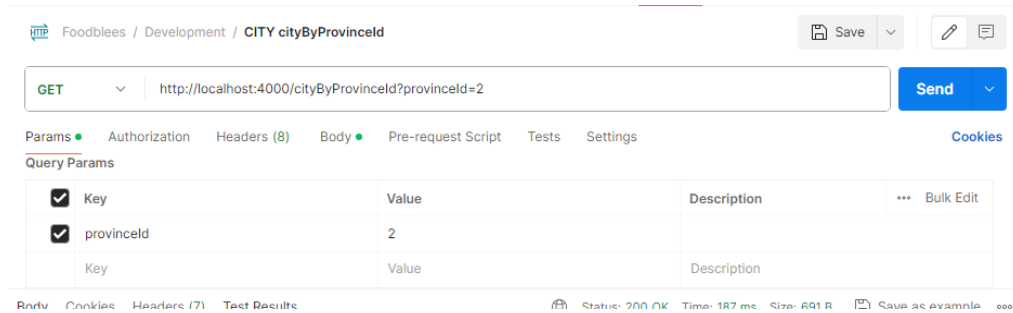 HTTP Foodblees / Development / CITY cityByProvinceId Save
GET http://localhost:4000/cityByProvinceId?provinceId=2 Send
Params Authorization Headers (8) Body Pre-request Script Tests Settings Cookies
Query Params
Key Value Description ••• Bulk Edit
provinceId 2
Key Value Description
Body Cookies Headers (7) Test Results Status: 200 OK Time: 187 ms Size: 691 B Save as example